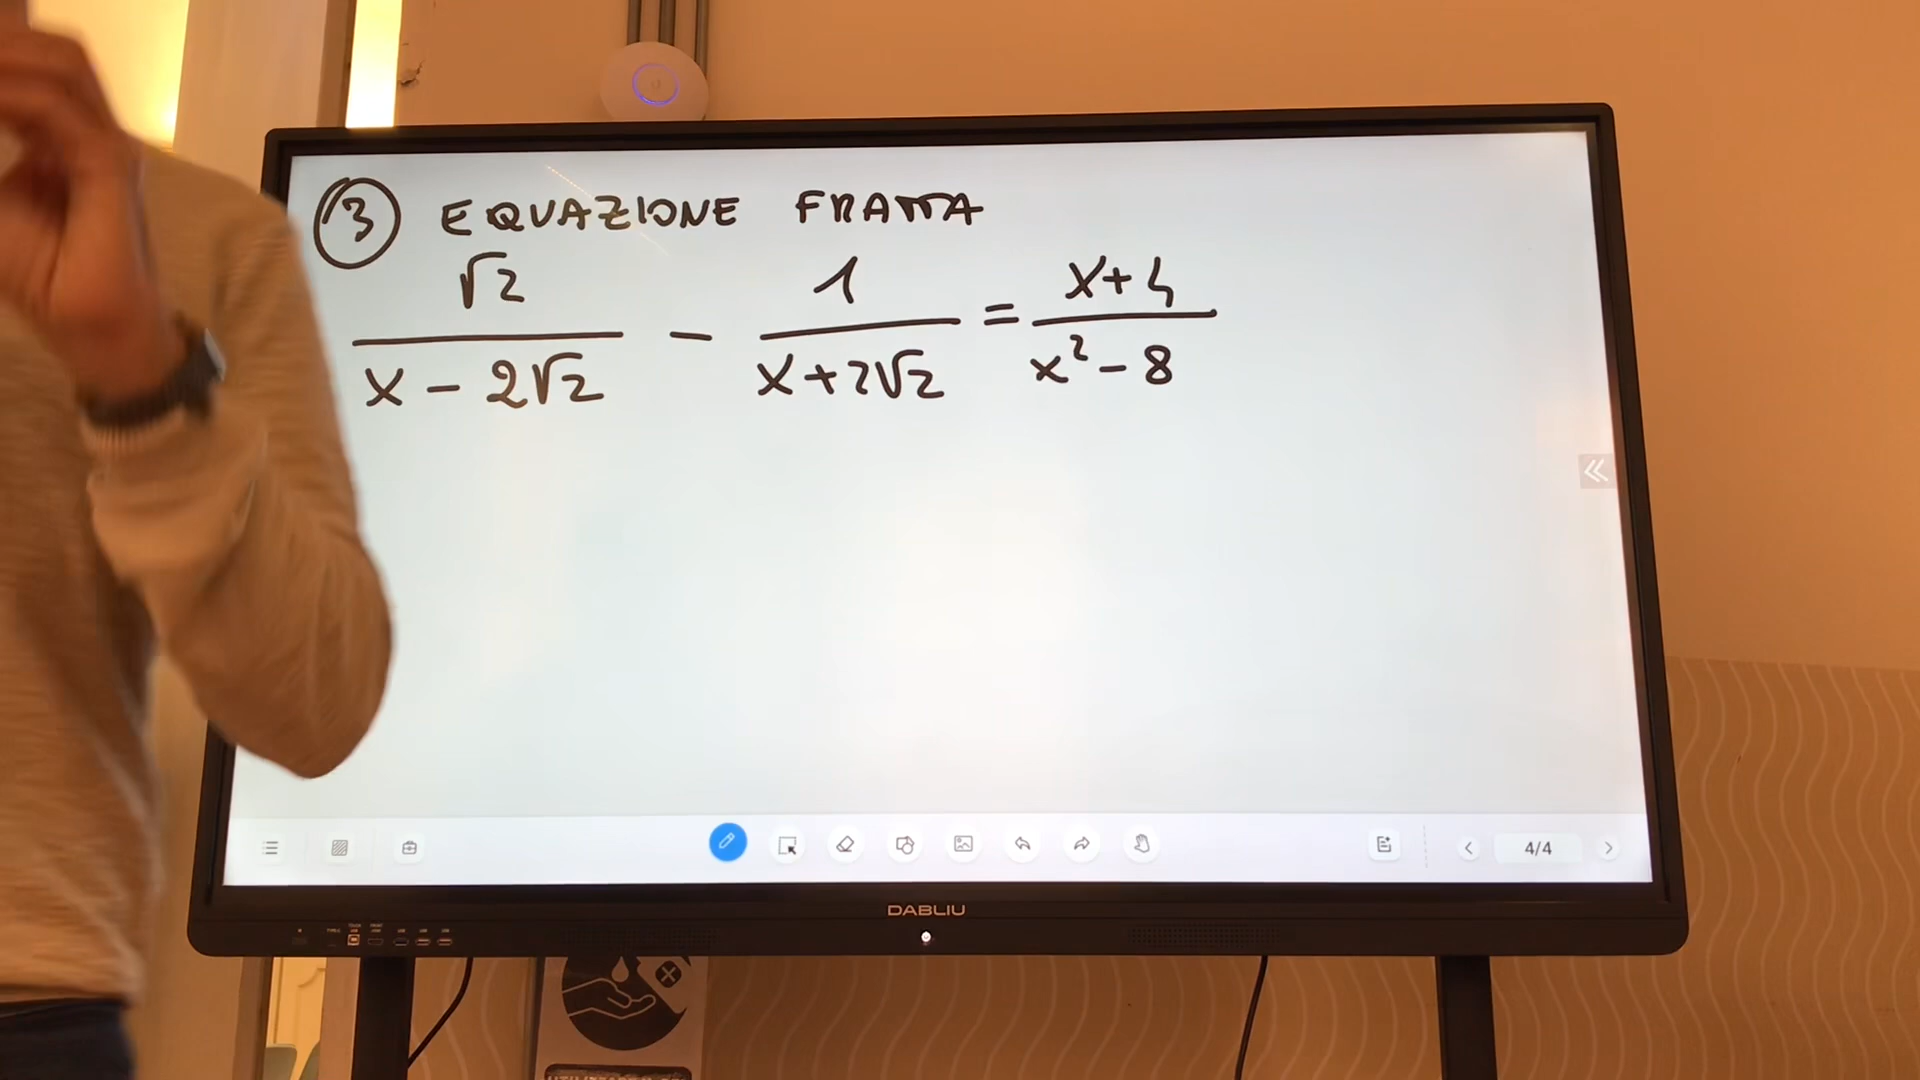 3 EQUAZIONE FRATTA
√2 / (x - 2√2) - 1 / (x + 2√2) = (x + 4) / (x² - 8)
4/4
DABLIU